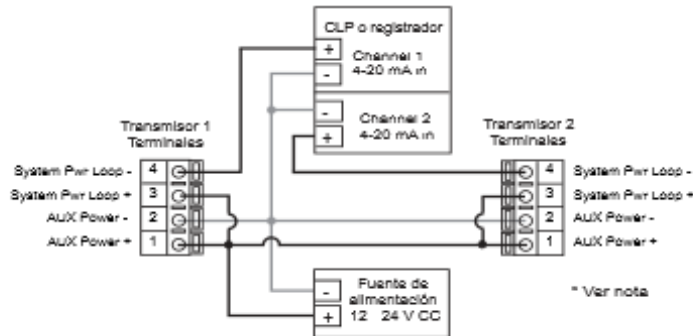 CLP o registrador
+
Channel 1
4-20 mA in
-
-
Channel 2
4-20 mA in
+
Transmisor 1
Terminales
System Pwr Loop - 4
System Pwr Loop + 3
AUX Power - 2
AUX Power + 1
Transmisor 2
Terminales
4 System Pwr Loop -
3 System Pwr Loop +
2 AUX Power -
1 AUX Power +
-
+
Fuente de
alimentación
12 24 V CC
* Ver nota